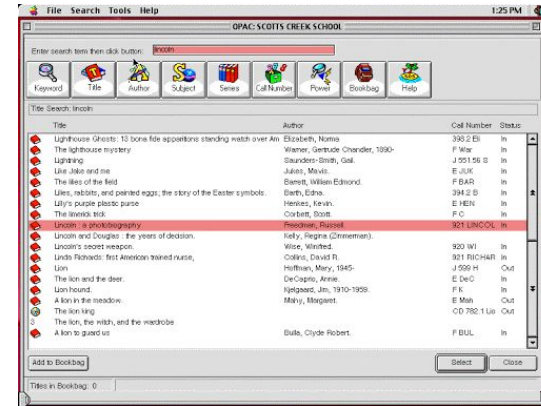 File Search Tools Help 1:25 PM
OPAC: SCOTTS CREEK SCHOOL
Enter search term then click button: lincoln
Keyword Title Author Subject Series Call Number Power Bookbag Help
Title Search: lincoln
Title Author Call Number Status
Lighthouse Ghosts: 13 bona fide apparitions standing watch over Am Elizabeth, Norma 398.2 Eli In
The lighthouse mystery Warner, Gertrude Chandler, 1890- F War In
Lightning Saunders-Smith, Gail. J 551.56 S In
Like Jake and me Jukes, Mavis. E JUK In
The lilies of the field Barrett, William Edmond. F BAR In
Lilies, rabbits, and painted eggs; the story of the Easter symbols. Barth, Edna. 394.2 B In
Lilly's purple plastic purse Henkes, Kevin. E HEN In
The limerick trick Corbett, Scott. F C In
Lincoln : a photobiography Freedman, Russell. 921 LINCOL In
Lincoln and Douglas : the years of decision. Kelly, Regina (Zimmerman).
Lincoln's secret weapon. Wise, Winifred. 920 WI In
Linda Richards: first American trained nurse, Collins, David R. 921 RICHAR In
Lion Hoffman, Mary, 1945- J 599 H Out
The lion and the deer. DeCaprio, Annie. E DeC In
Lion hound. Kjelgaard, Jim, 1910-1959. F K In
A lion in the meadow. Mahy, Margaret. E Mah Out
The lion king CD 782.1 Lio Out
3 The lion, the witch, and the wardrobe
A lion to guard us Bulla, Clyde Robert. F BUL In
Add to Bookbag Select Close
Titles in Bookbag: 0